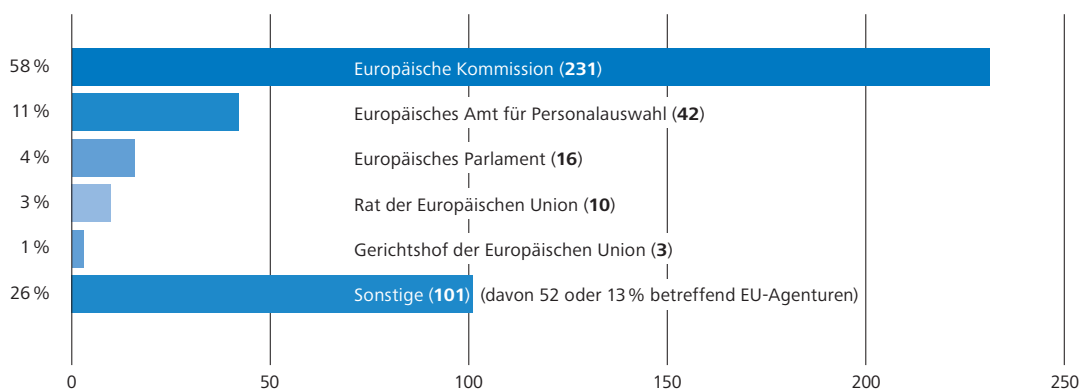 58 % Europäische Kommission (231)
11 % Europäisches Amt für Personalauswahl (42)
4 % Europäisches Parlament (16)
3 % Rat der Europäischen Union (10)
1 % Gerichtshof der Europäischen Union (3)
26 % Sonstige (101) (davon 52 oder 13 % betreffend EU-Agenturen)
0 50 100 150 200 250